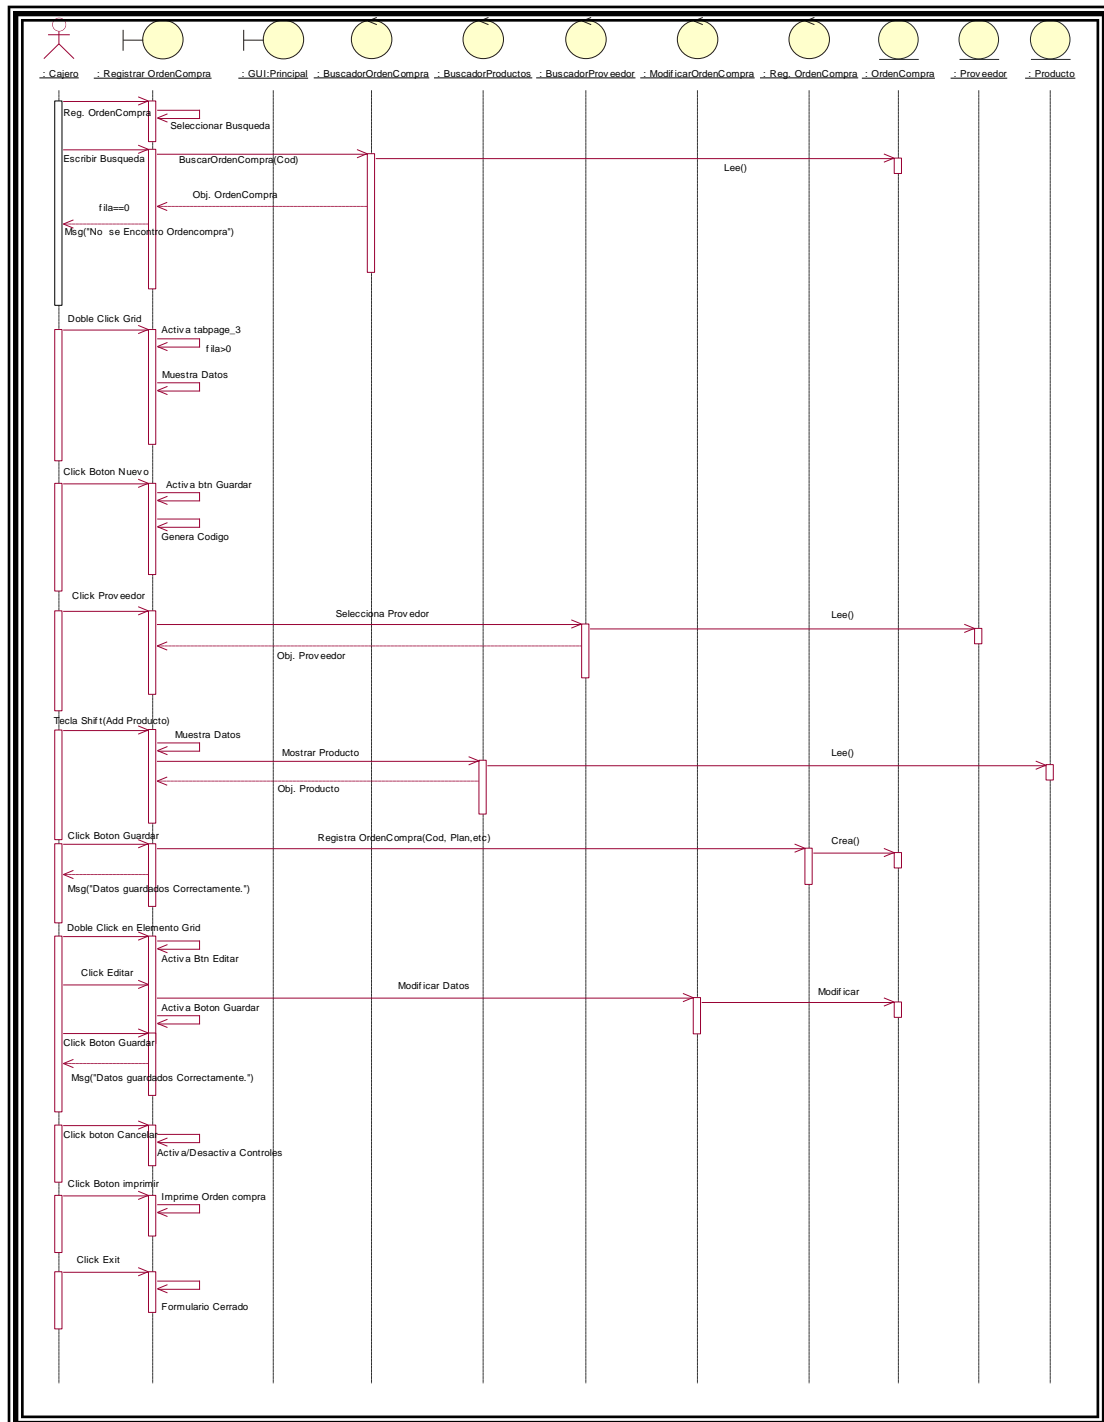 : Cajero
: Registrar OrdenCompra
: GUI:Principal
: BuscadorOrdenCompra
: BuscadorProductos
: BuscadorProveedor
: ModificarOrdenCompra
: Reg. OrdenCompra
: OrdenCompra
: Proveedor
: Producto
Reg. OrdenCompra
Seleccionar Busqueda
Escribir Busqueda
BuscarOrdenCompra(Cod)
Lee()
Obj. OrdenCompra
fila==0
Msg("No se Encontro Ordencompra")
Doble Click Grid
Activa tabpage_3
fila>0
Muestra Datos
Click Boton Nuevo
Activa btn Guardar
Genera Codigo
Click Proveedor
Selecciona Provedor
Lee()
Obj. Proveedor
Tecla Shift(Add Producto)
Muestra Datos
Mostrar Producto
Lee()
Obj. Producto
Click Boton Guardar
Registra OrdenCompra(Cod, Plan,etc)
Crea()
Msg("Datos guardados Correctamente.")
Doble Click en Elemento Grid
Activa Btn Editar
Click Editar
Modificar Datos
Modificar
Activa Boton Guardar
Click Boton Guardar
Msg("Datos guardados Correctamente.")
Click boton Cancelar
Activa/Desactiva Controles
Click Boton imprimir
Imprime Orden compra
Click Exit
Formulario Cerrado